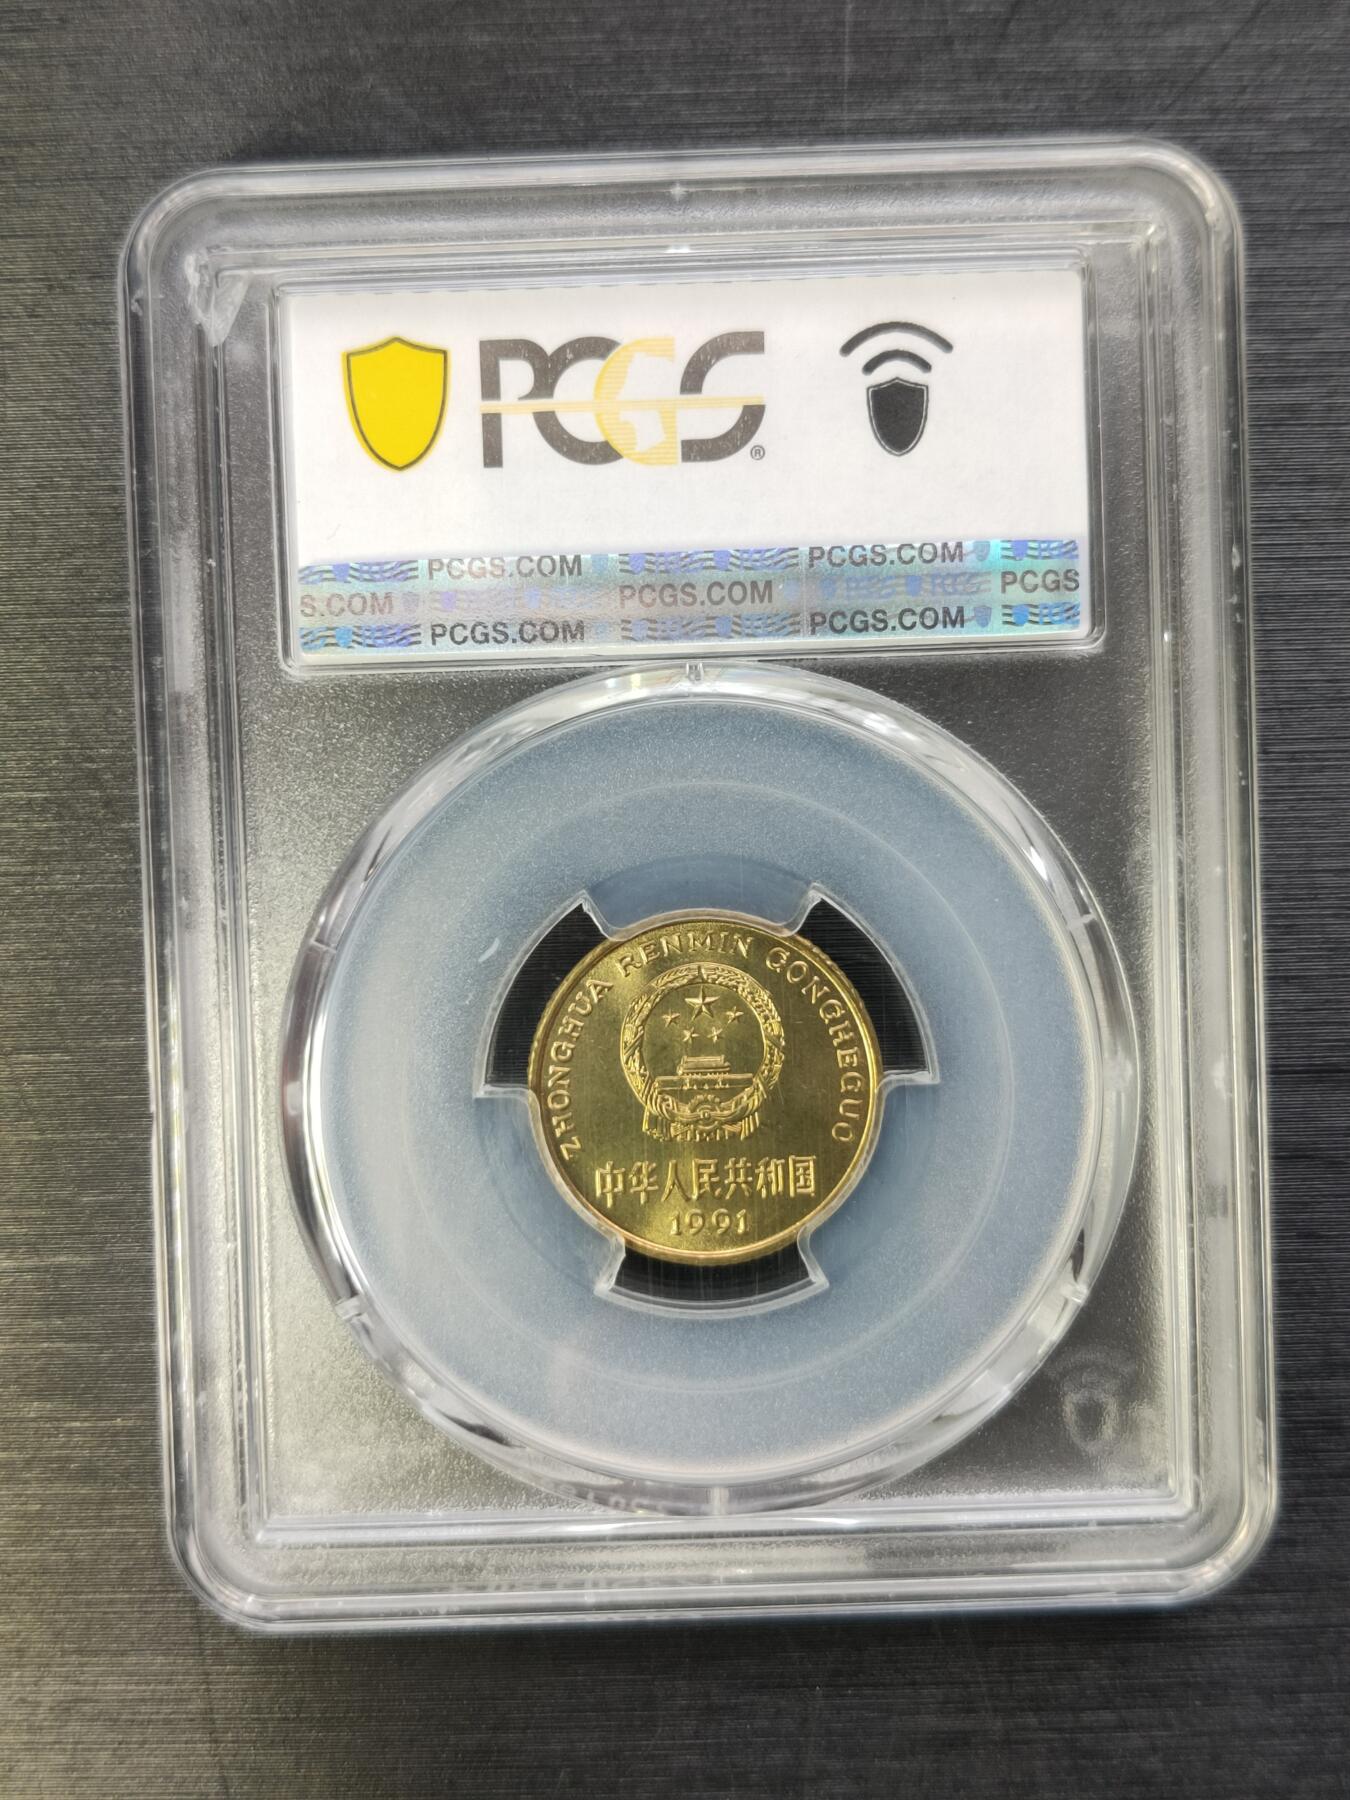 PCGS®
PCGS.COM PCGS.COM
S.COM PCGS.COM PCGS
PCGS.COM PCGS.COM
ZHONGHUA RENMIN GONGHEGUO
中华人民共和国
1991